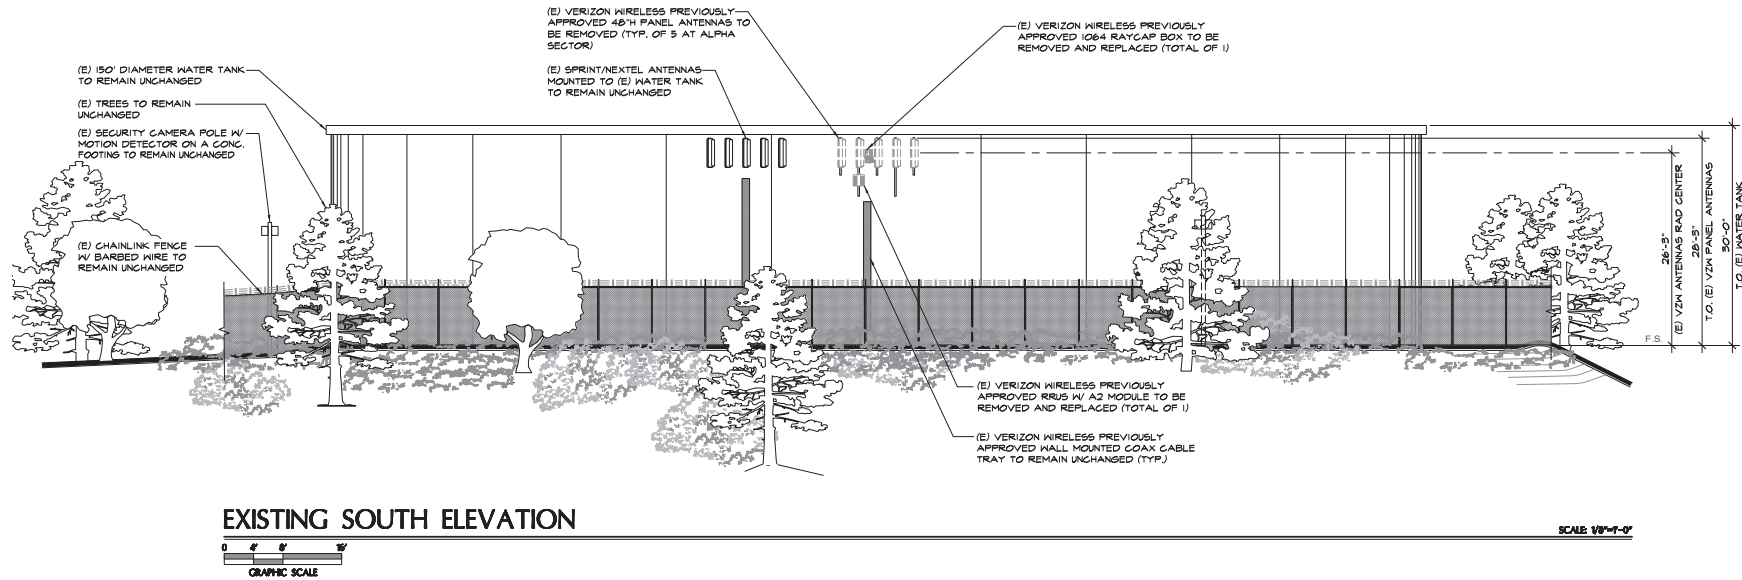 (E) VERIZON WIRELESS PREVIOUSLY
APPROVED 48"H PANEL ANTENNAS TO
BE REMOVED (TYP. OF 5 AT ALPHA
SECTOR)
(E) VERIZON WIRELESS PREVIOUSLY
APPROVED 1064 RAYCAP BOX TO BE
REMOVED AND REPLACED (TOTAL OF 1)
(E) 150' DIAMETER WATER TANK
TO REMAIN UNCHANGED
(E) SPRINT/NEXTEL ANTENNAS
MOUNTED TO (E) WATER TANK
TO REMAIN UNCHANGED
(E) TREES TO REMAIN
UNCHANGED
(E) SECURITY CAMERA POLE W/
MOTION DETECTOR ON A CONC.
FOOTING TO REMAIN UNCHANGED
(E) CHAINLINK FENCE
W/ BARBED WIRE TO
REMAIN UNCHANGED
26'-3"
(E) VZW ANTENNAS RAD CENTER
28'-3"
T.O. (E) VZW PANEL ANTENNAS
30'-0"
T.O. (E) WATER TANK
F.S.
(E) VERIZON WIRELESS PREVIOUSLY
APPROVED RRUS W/ A2 MODULE TO BE
REMOVED AND REPLACED (TOTAL OF 1)
(E) VERIZON WIRELESS PREVIOUSLY
APPROVED WALL MOUNTED COAX CABLE
TRAY TO REMAIN UNCHANGED (TYP.)
EXISTING SOUTH ELEVATION
SCALE: 1/8"=1'-0"
0 4' 8' 16'
GRAPHIC SCALE